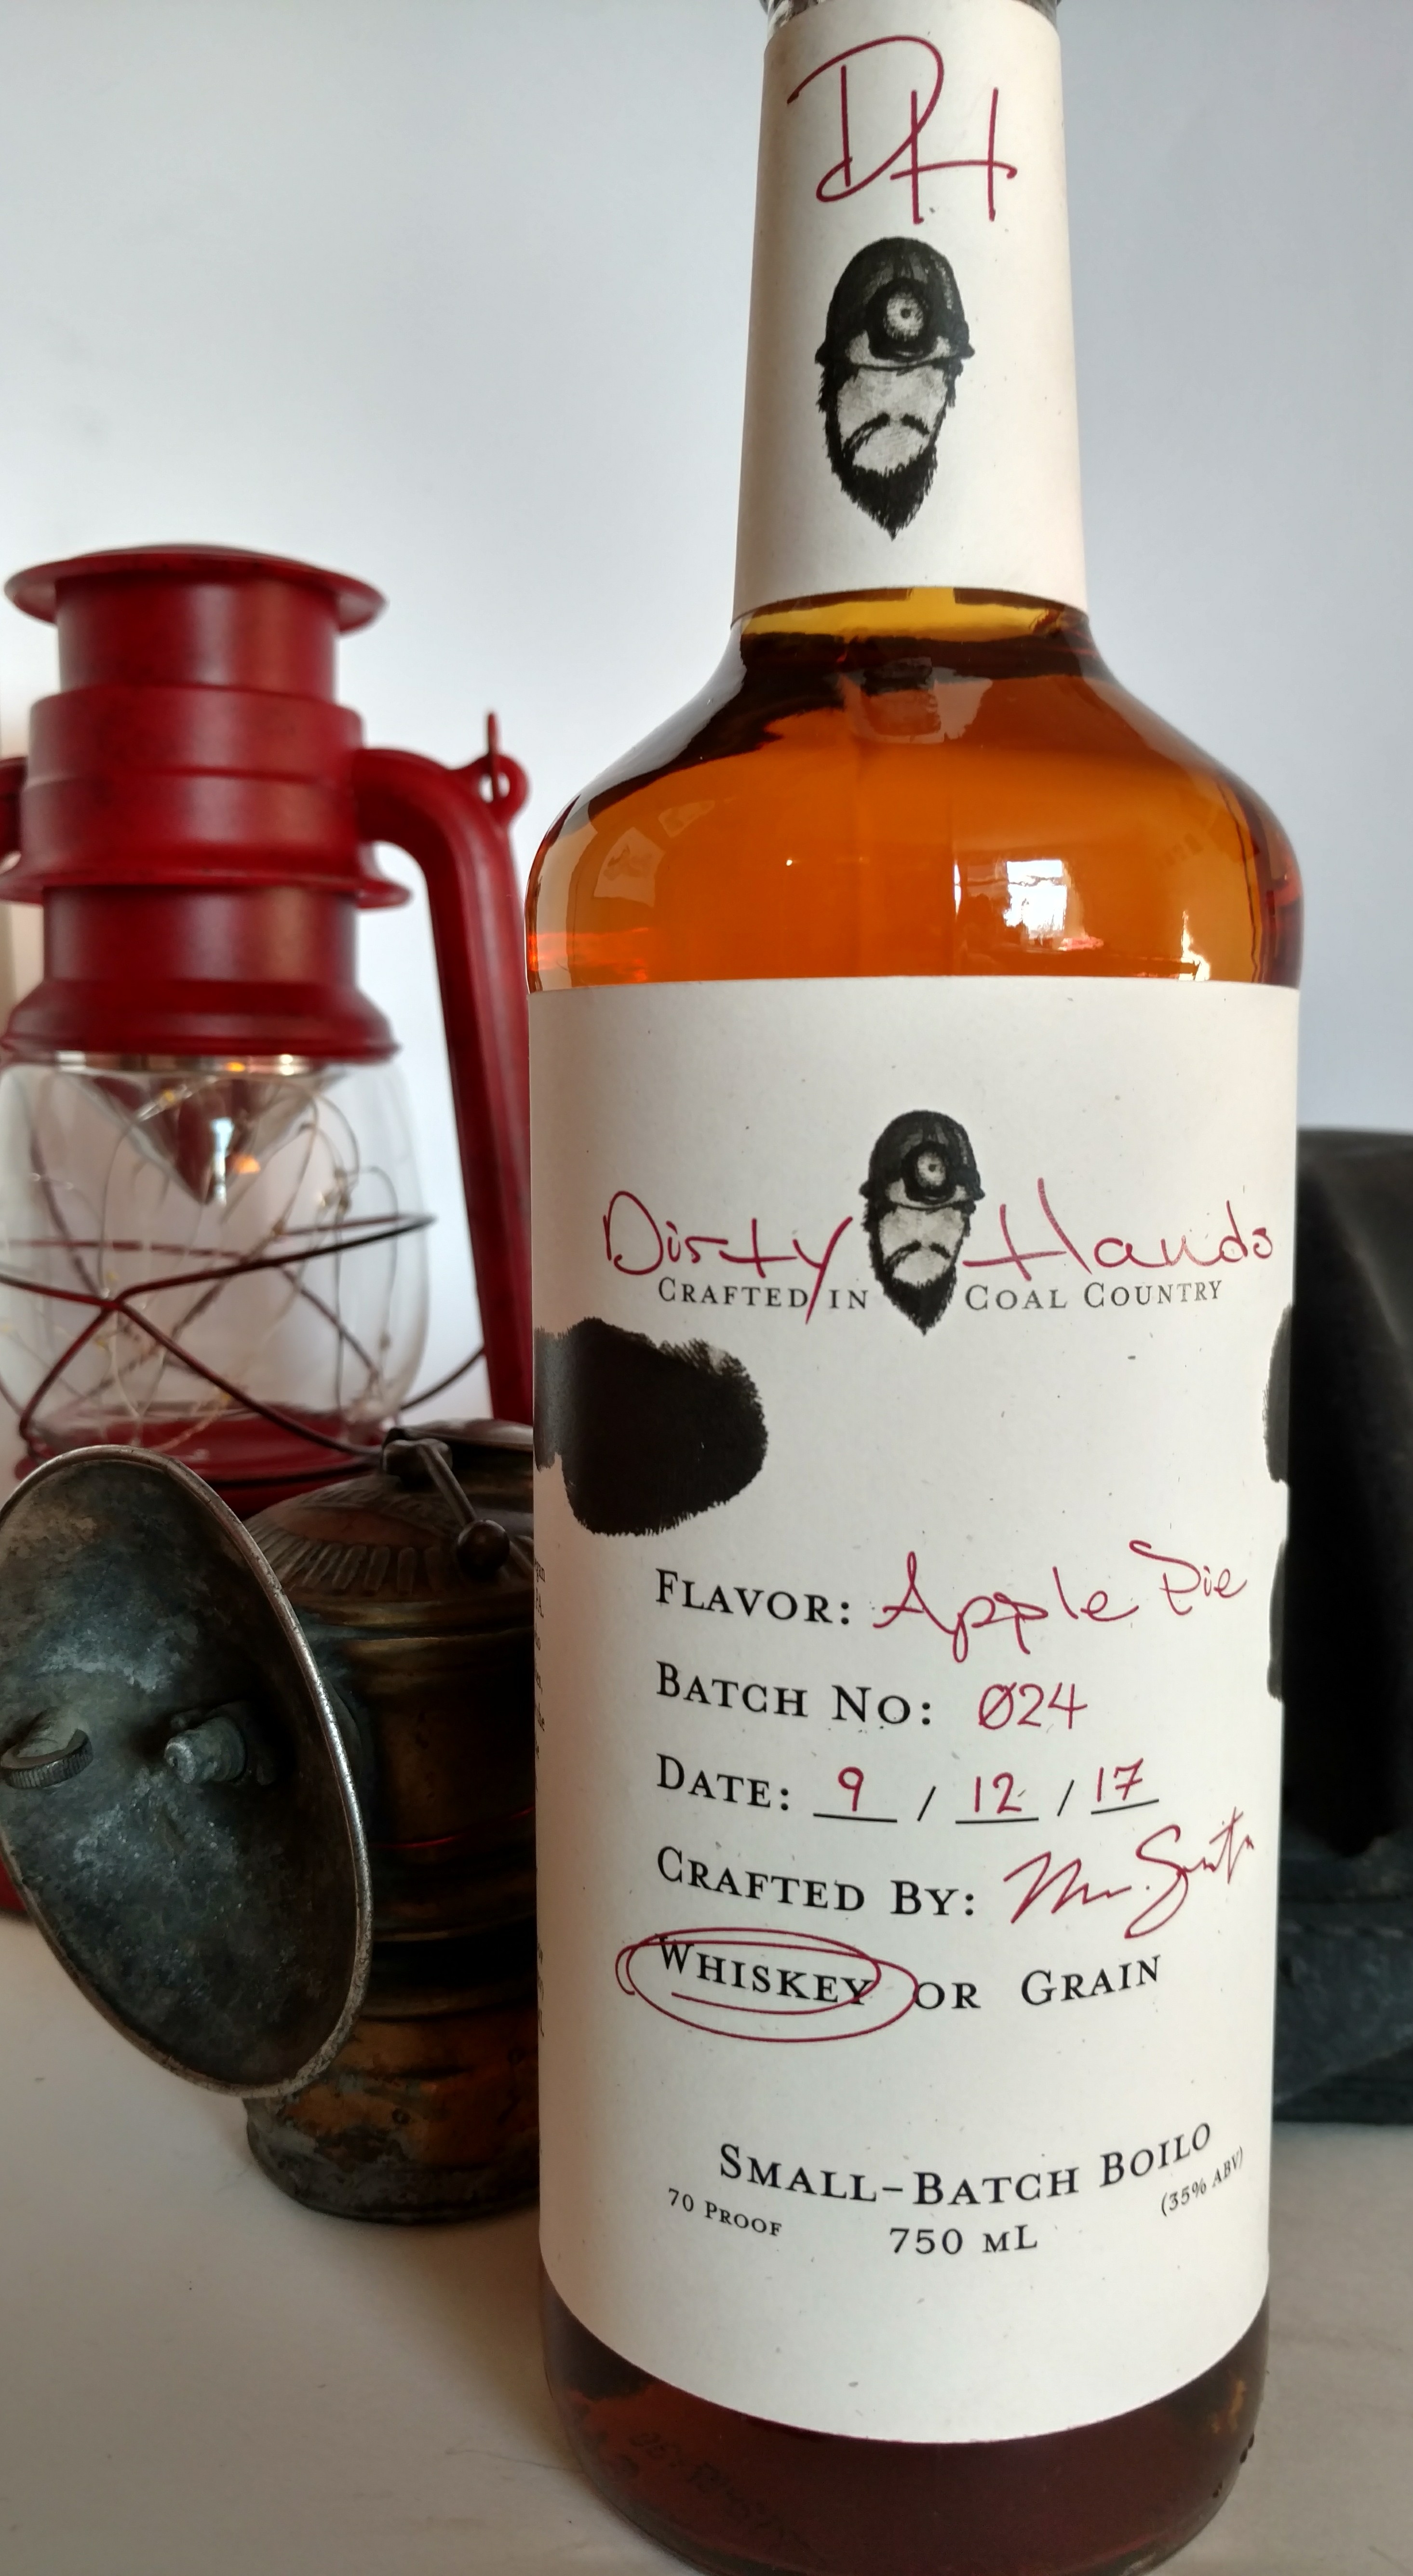 DH
Dirty Hands
CRAFTED IN COAL COUNTRY
FLAVOR: Apple Pie
BATCH NO: 024
DATE: 9 / 12 / 17
CRAFTED BY:
WHISKEY OR GRAIN
SMALL-BATCH BOILO
70 PROOF 750 ML (35% ABV)